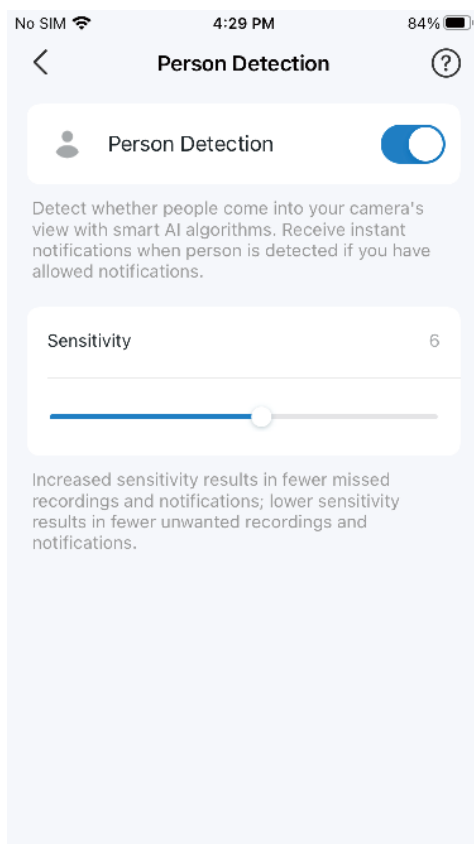 No SIM 4:29 PM 84%
Person Detection ?
Person Detection
Detect whether people come into your camera's
view with smart AI algorithms. Receive instant
notifications when person is detected if you have
allowed notifications.
Sensitivity 6
Increased sensitivity results in fewer missed
recordings and notifications; lower sensitivity
results in fewer unwanted recordings and
notifications.